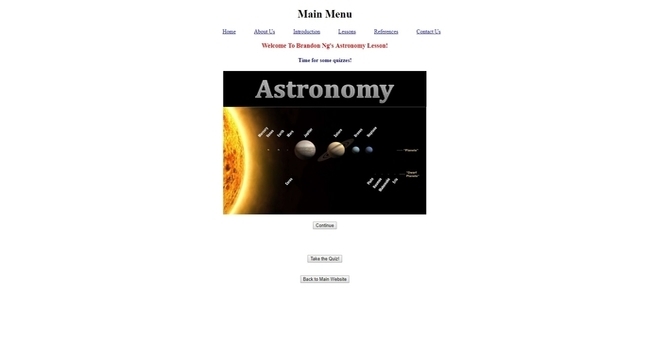 Main Menu
Home About Us Introduction Lessons References Contact Us
Welcome To Brandon Ng's Astronomy Lesson!
Time for some quizzes!
Astronomy
Mercury Venus Earth Mars Jupiter Saturn Uranus Neptune
"Planets"
"Dwarf
Planets"
Ceres Pluto Haumea Makemake Eris
Continue
Take the Quiz!
Back to Main Website